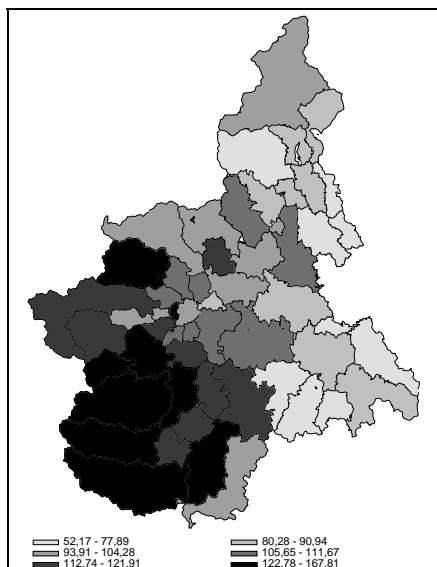 52,17 - 77,89
80,28 - 90,94
93,91 - 104,28
105,65 - 111,67
112,74 - 121,91
122,78 - 167,81